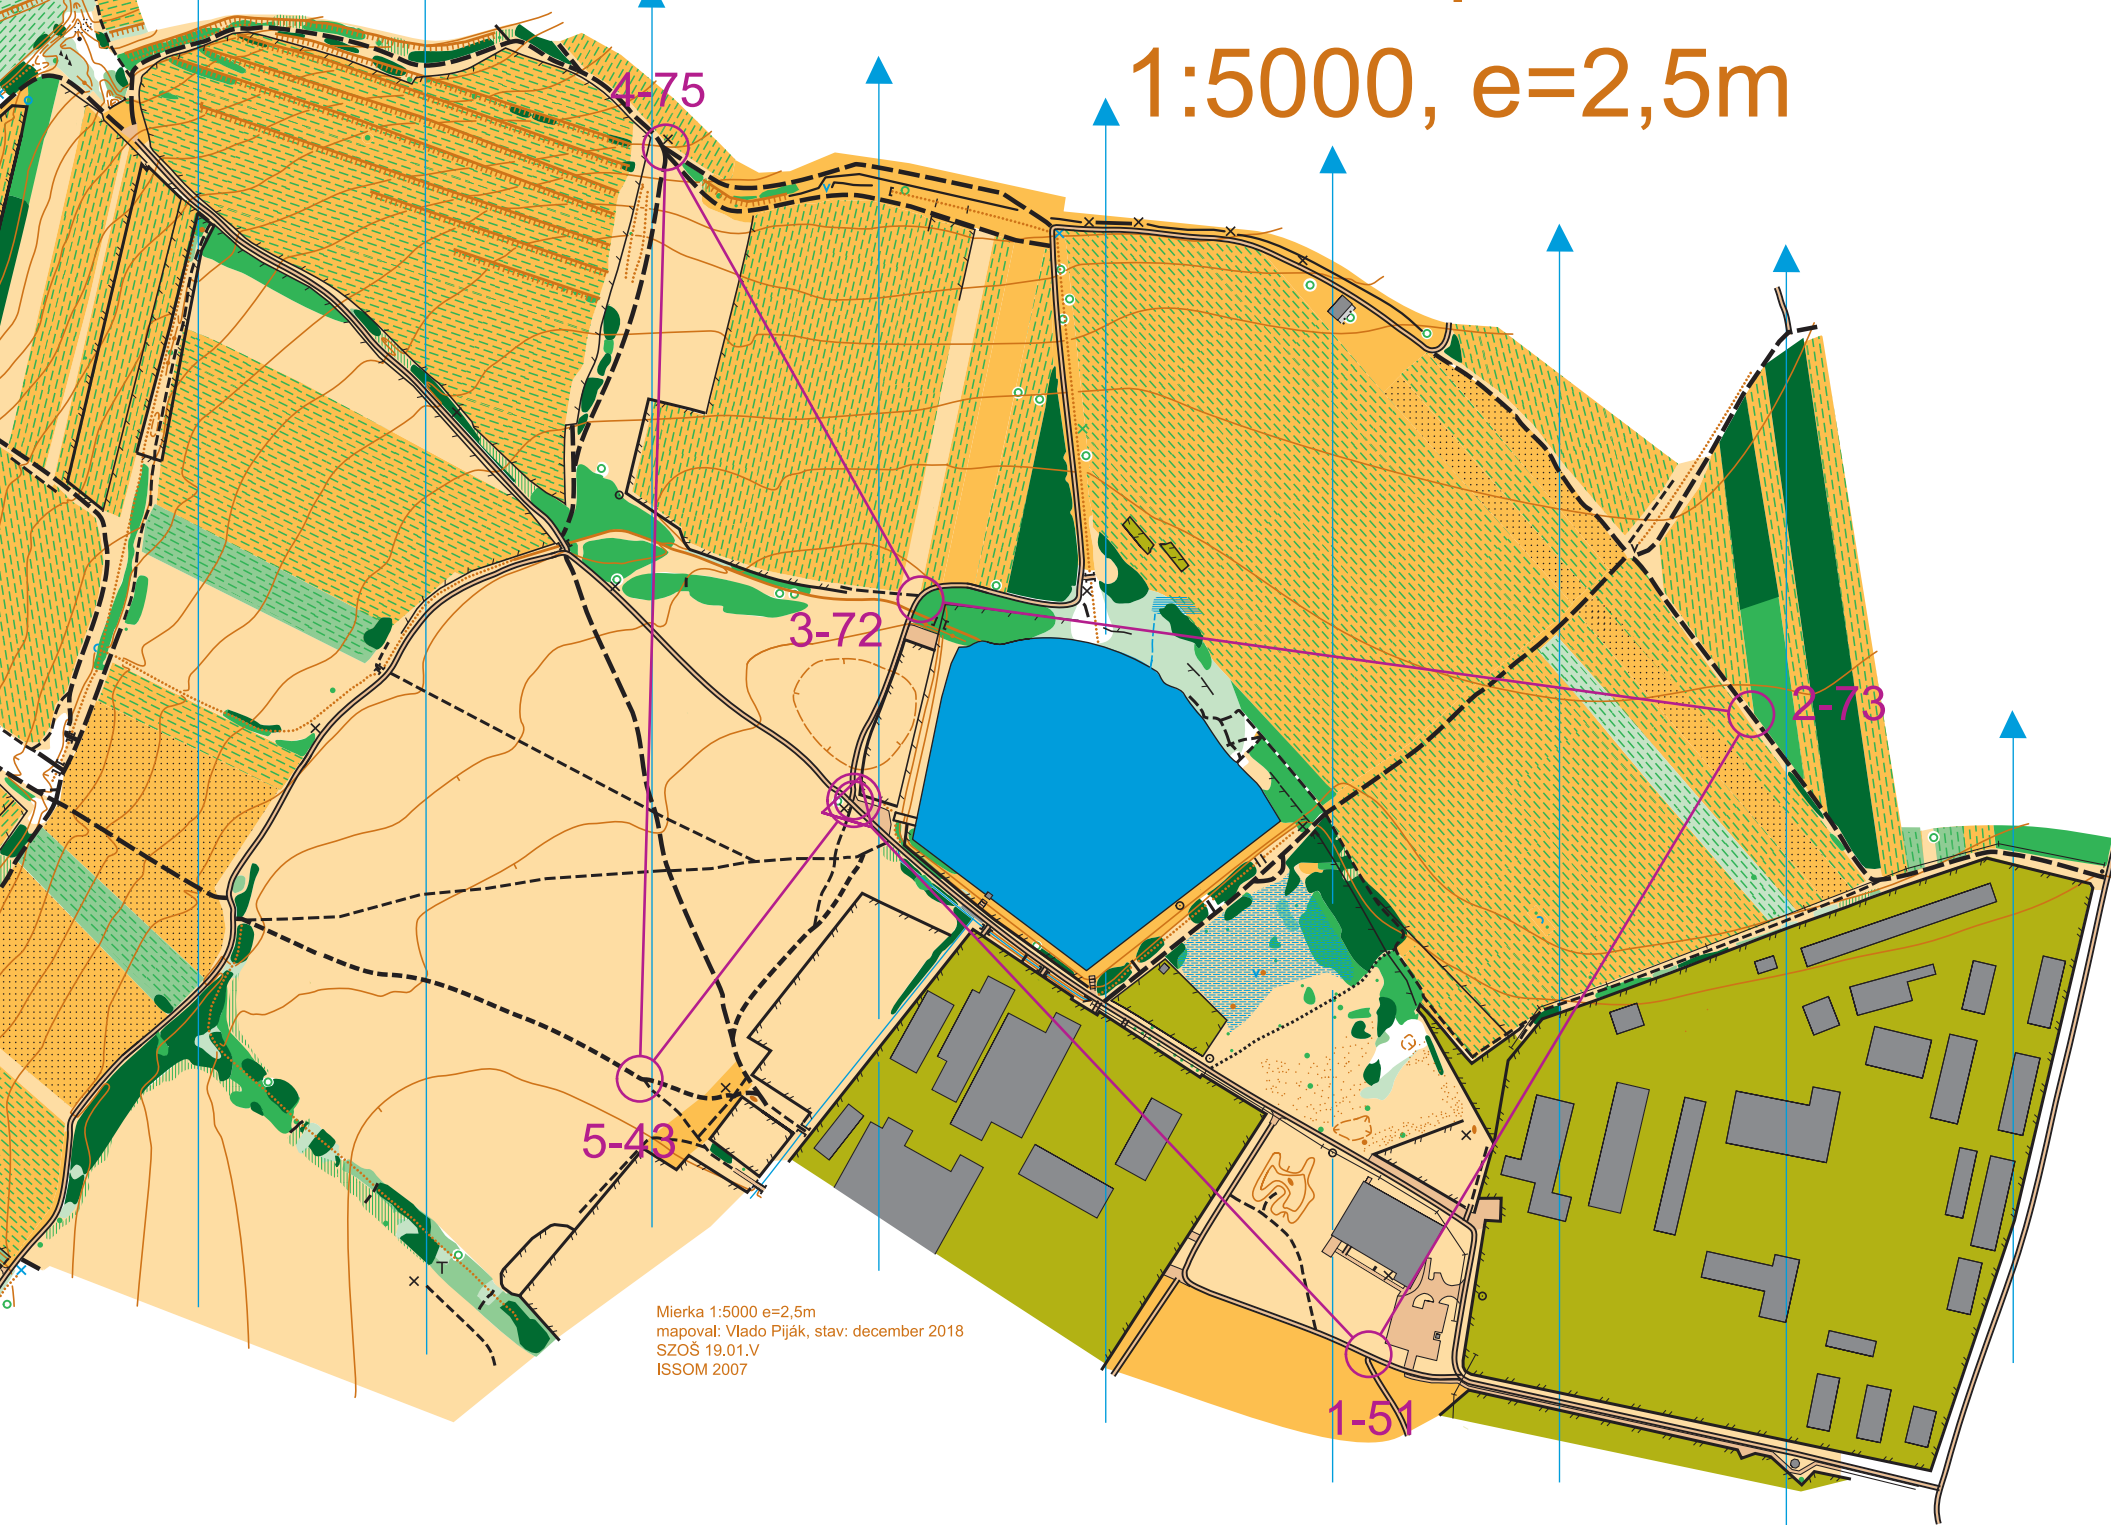 1:5000, e=2,5m
4-75
3-72
2-73
5-43
Mierka 1:5000 e=2,5m
mapoval: Vlado Piják, stav: december 2018
SZOŠ 19.01.V
ISSOM 2007
1-51